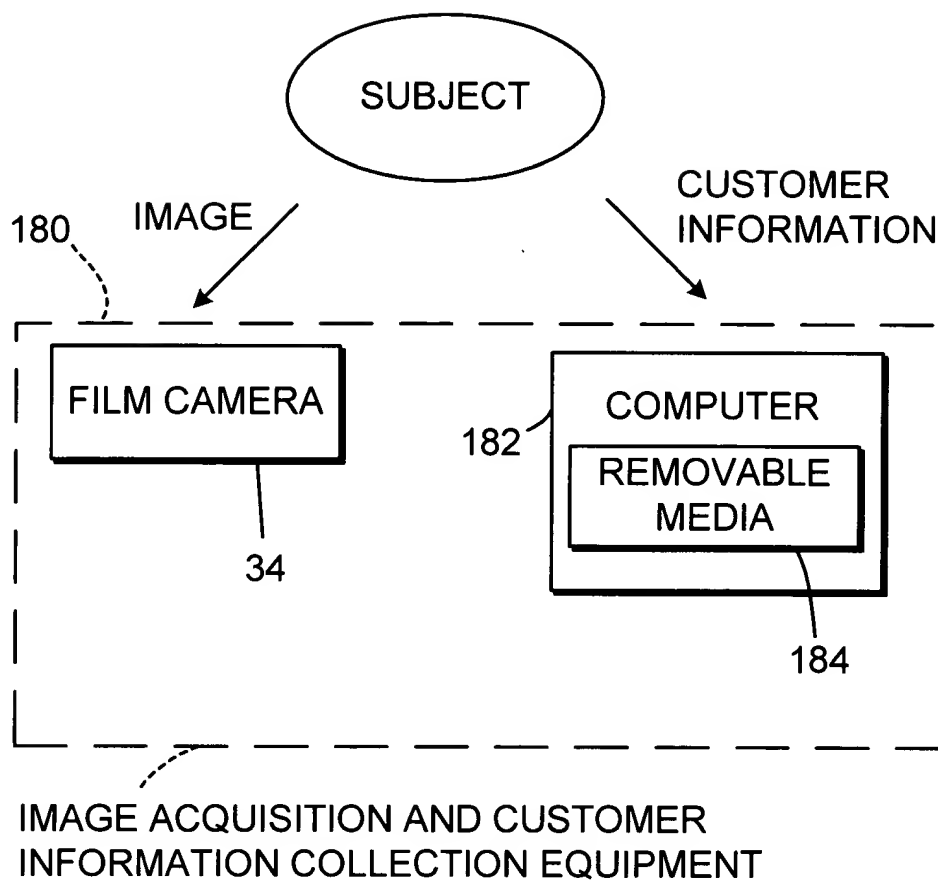 SUBJECT
IMAGE
CUSTOMER
INFORMATION
180
FILM CAMERA
34
182
COMPUTER
REMOVABLE
MEDIA
184
IMAGE ACQUISITION AND CUSTOMER
INFORMATION COLLECTION EQUIPMENT